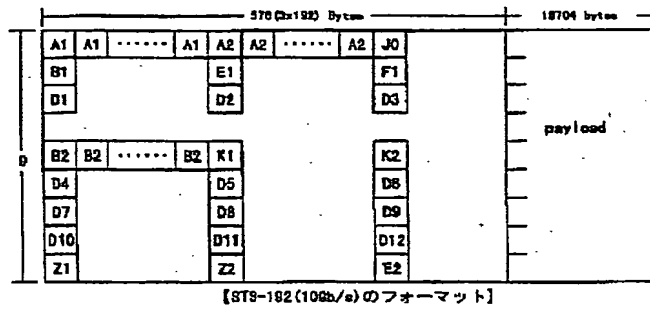 576(3x192) Bytes 16704 bytes
A1 A1 ······ A1 A2 A2 ······ A2 J0
B1 E1 F1
D1 D2 D3
payload
9
B2 B2 ······ B2 K1 K2
D4 D5 D6
D7 D8 D9
D10 D11 D12
Z1 Z2 E2
【STS-192(10Gb/s)のフォーマット】